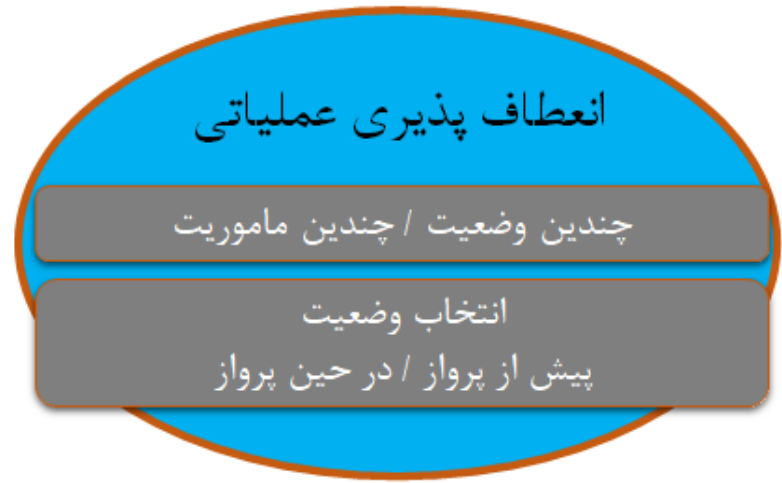 انعطاف پذیری عملیاتی
چندین وضعیت / چندین ماموریت
انتخاب وضعیت
پیش از پرواز / در حین پرواز